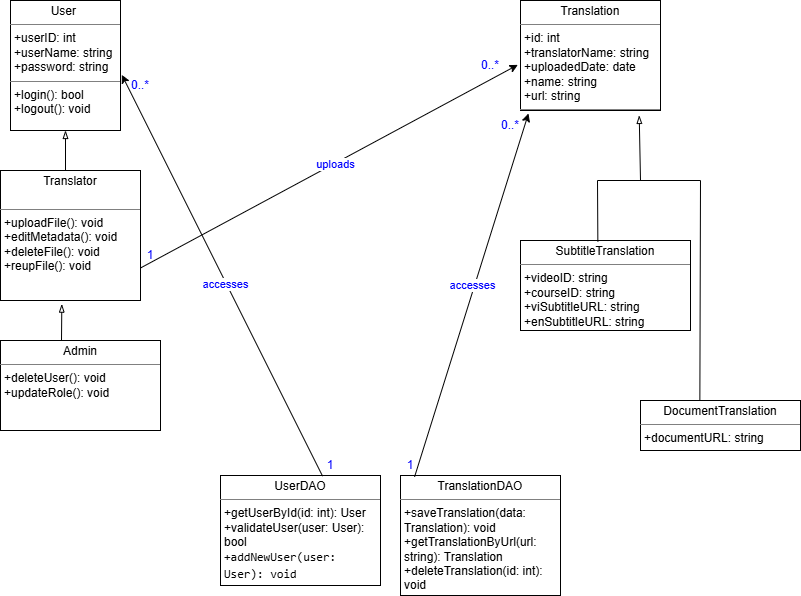 User
+userID: int
+userName: string
+password: string
+login(): bool
+logout(): void
Translation
+id: int
+translatorName: string
+uploadedDate: date
+name: string
+url: string
0..*
0..*
0..*
uploads
Translator
+uploadFile(): void
+editMetadata(): void
+deleteFile(): void
+reupFile(): void
1
SubtitleTranslation
+videoID: string
+courseID: string
+viSubtitleURL: string
+enSubtitleURL: string
accesses
accesses
Admin
+deleteUser(): void
+updateRole(): void
DocumentTranslation
+documentURL: string
1
1
UserDAO
+getUserById(id: int): User
+validateUser(user: User):
bool
+addNewUser(user:
User): void
TranslationDAO
+saveTranslation(data:
Translation): void
+getTranslationByUrl(url:
string): Translation
+deleteTranslation(id: int):
void